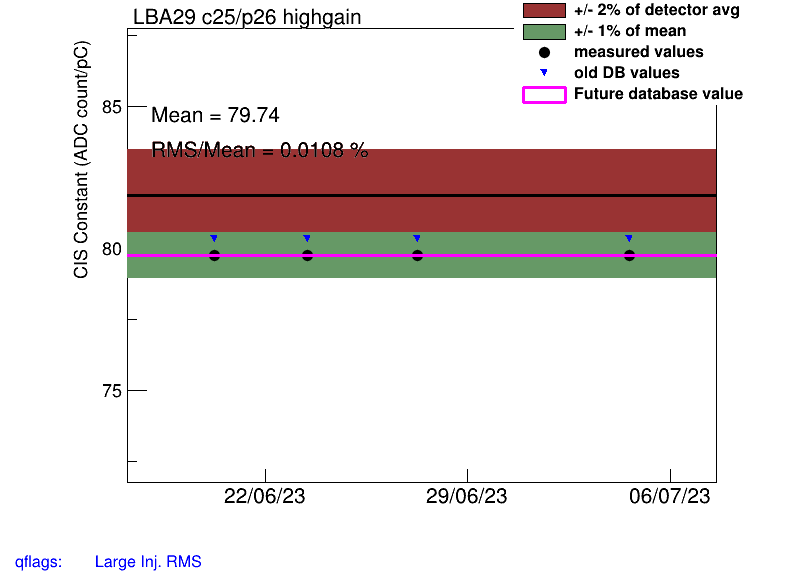 LBA29 c25/p26 highgain
+/- 2% of detector avg
+/- 1% of mean
measured values
old DB values
Future database value
CIS Constant (ADC count/pC)
85
80
75
Mean = 79.74
RMS/Mean = 0.0108 %
22/06/23 29/06/23 06/07/23
qflags: Large Inj. RMS